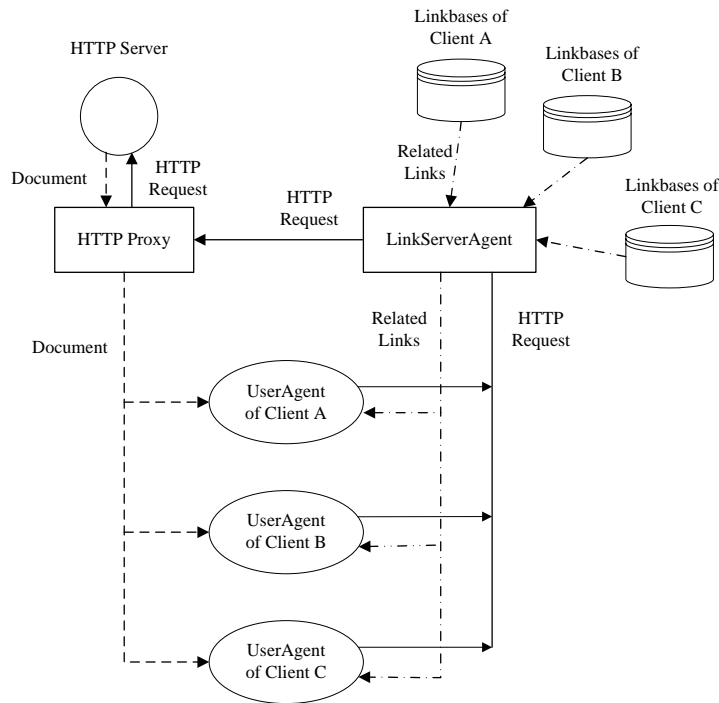 Linkbases of
Client A
HTTP Server
Linkbases of
Client B
Document
HTTP
Request
Related
Links
HTTP
Request
Linkbases of
Client C
HTTP Proxy
LinkServerAgent
Document
Related
Links
HTTP
Request
UserAgent
of Client A
UserAgent
of Client B
UserAgent
of Client C